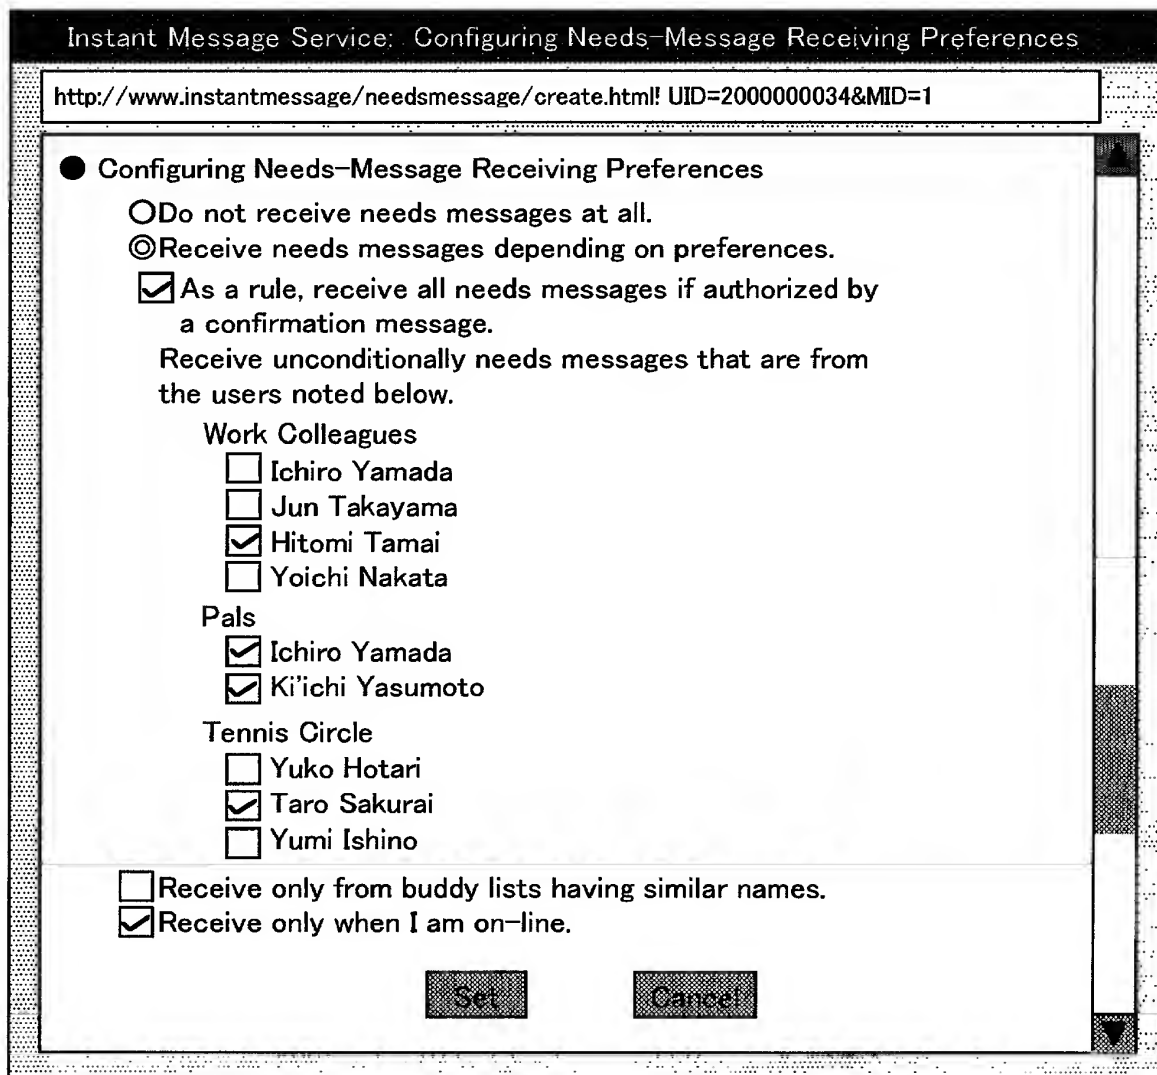 Instant Message Service: Configuring Needs-Message Receiving Preferences
http://www.instantmessage/needsmessage/create.html! UID=2000000034&MID=1
● Configuring Needs-Message Receiving Preferences
Do not receive needs messages at all.
Receive needs messages depending on preferences.
As a rule, receive all needs messages if authorized by
a confirmation message.
Receive unconditionally needs messages that are from
the users noted below.
Work Colleagues
Ichiro Yamada
Jun Takayama
Hitomi Tamai
Yoichi Nakata
Pals
Ichiro Yamada
Ki'ichi Yasumoto
Tennis Circle
Yuko Hotari
Taro Sakurai
Yumi Ishino
Receive only from buddy lists having similar names.
Receive only when I am on-line.
Set Cancel